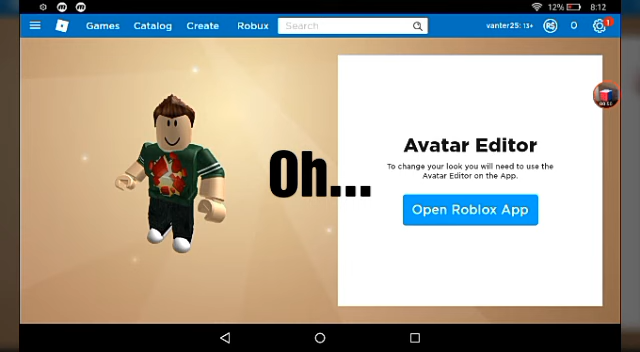 12% 8:12
Games Catalog Create Robux Search vanter25: 13+ R$ 0 1
Avatar Editor
To change your look you will need to use the
Avatar Editor on the App.
Oh...
Open Roblox App